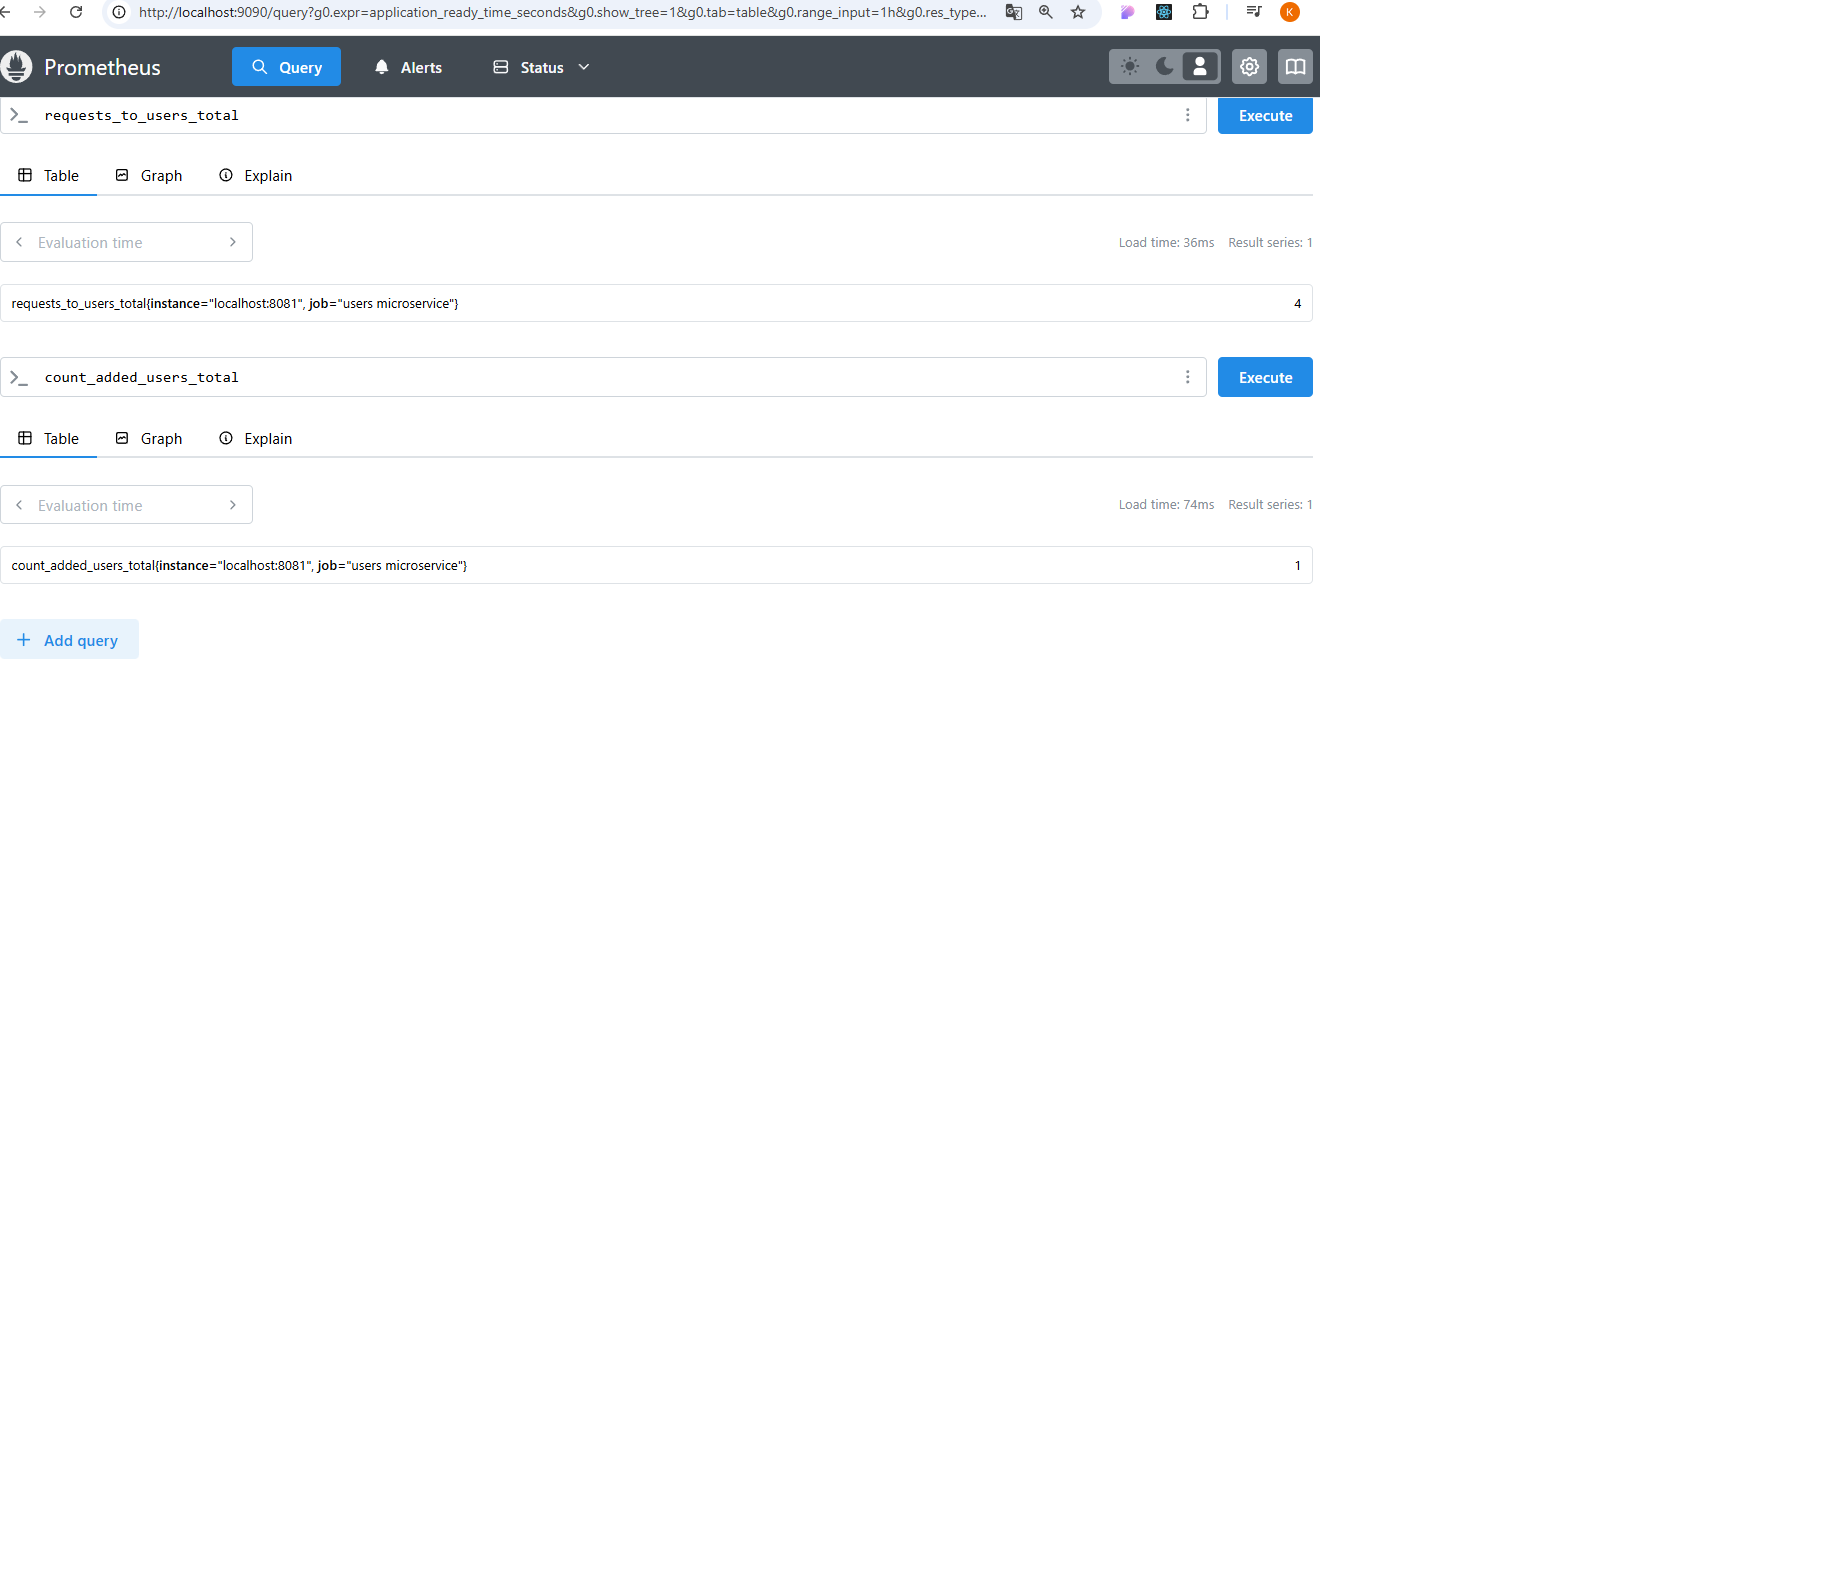 http://localhost:9090/query?g0.expr=application_ready_time_seconds&g0.show_tree=1&g0.tab=table&g0.range_input=1h&g0.res_type... K
Prometheus Query Alerts Status
>_ requests_to_users_total Execute
Table Graph Explain
Evaluation time Load time: 36ms Result series: 1
requests_to_users_total{instance="localhost:8081", job="users microservice"} 4
>_ count_added_users_total Execute
Table Graph Explain
Evaluation time Load time: 74ms Result series: 1
count_added_users_total{instance="localhost:8081", job="users microservice"} 1
+ Add query